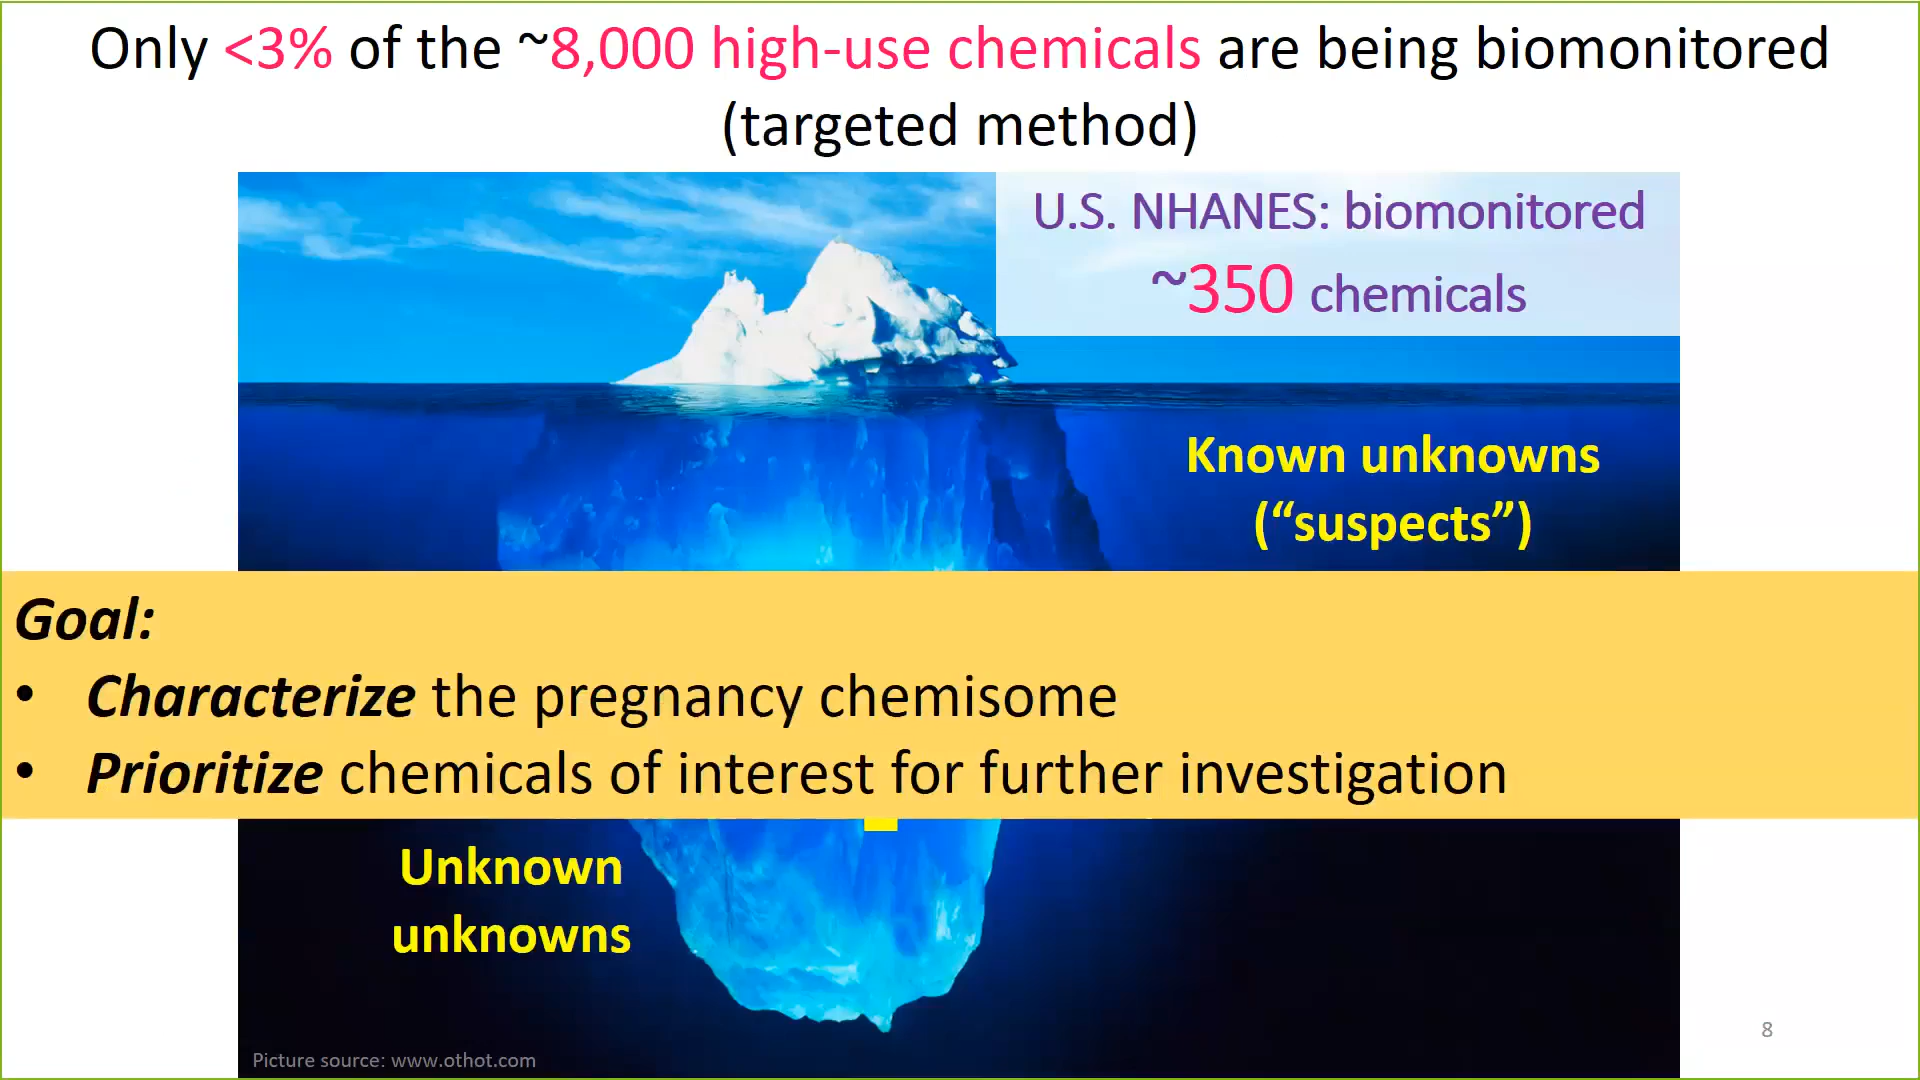 Only <3% of the ~8,000 high-use chemicals are being biomonitored
(targeted method)
U.S. NHANES: biomonitored
~350 chemicals
Known unknowns
(“suspects”)
Goal:
• Characterize the pregnancy chemisome
• Prioritize chemicals of interest for further investigation
Unknown
unknowns
8
Picture source: www.othot.com